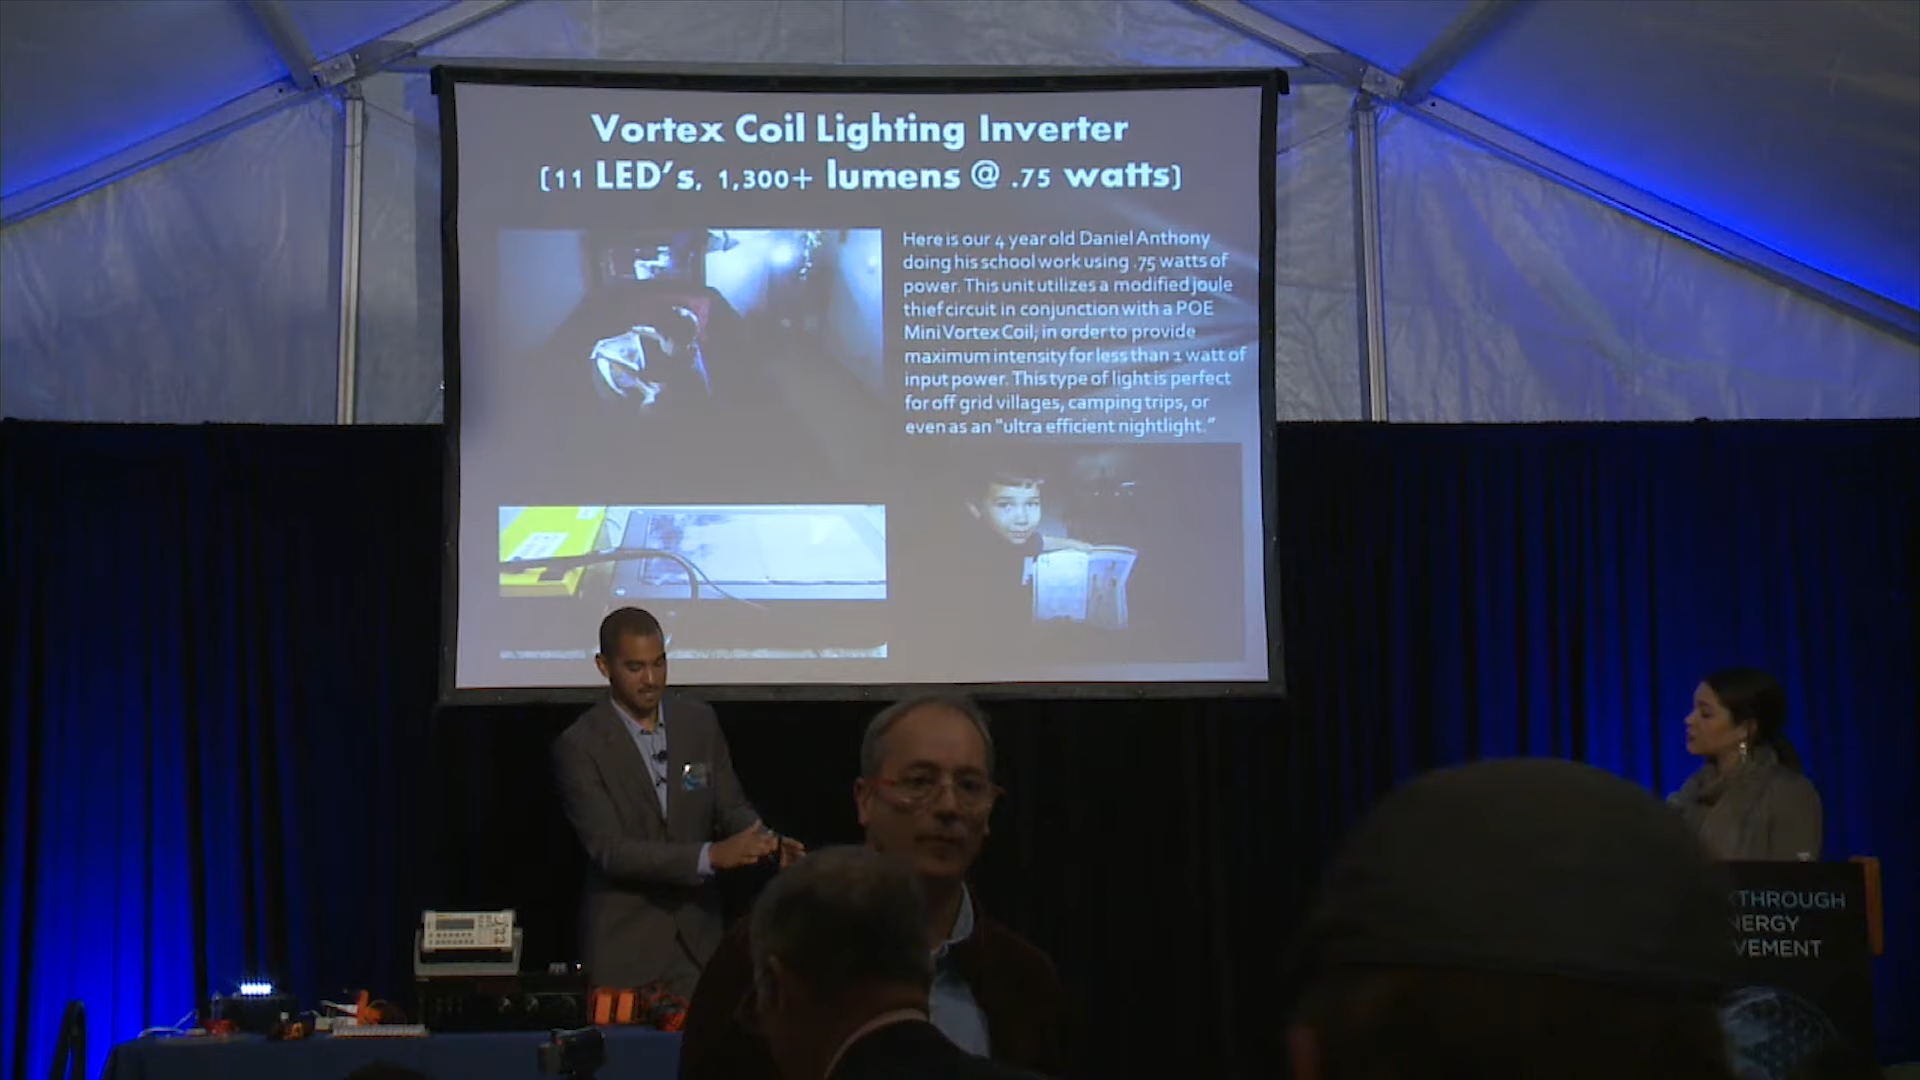 Vortex Coil Lighting Inverter
(11 LED's, 1,300+ lumens @ .75 watts)
Here is our 4 year old Daniel Anthony
doing his school work using .75 watts of
power. This unit utilizes a modified joule
thief circuit in conjunction with a POE
Mini Vortex Coil, in order to provide
maximum intensity for less than 1 watt of
input power. This type of light is perfect
for off grid villages, camping trips, or
even as an "ultra efficient nightlight."
KTHROUGH
NERGY
VEMENT